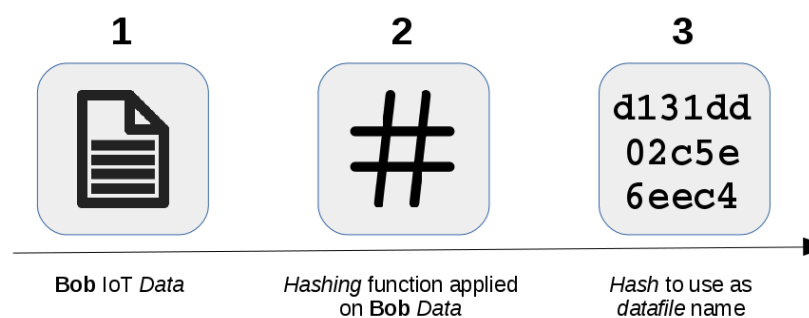 1
2
3
#
d131dd
02c5e
6eec4
Bob IoT Data
Hashing function applied
on Bob Data
Hash to use as
datafile name